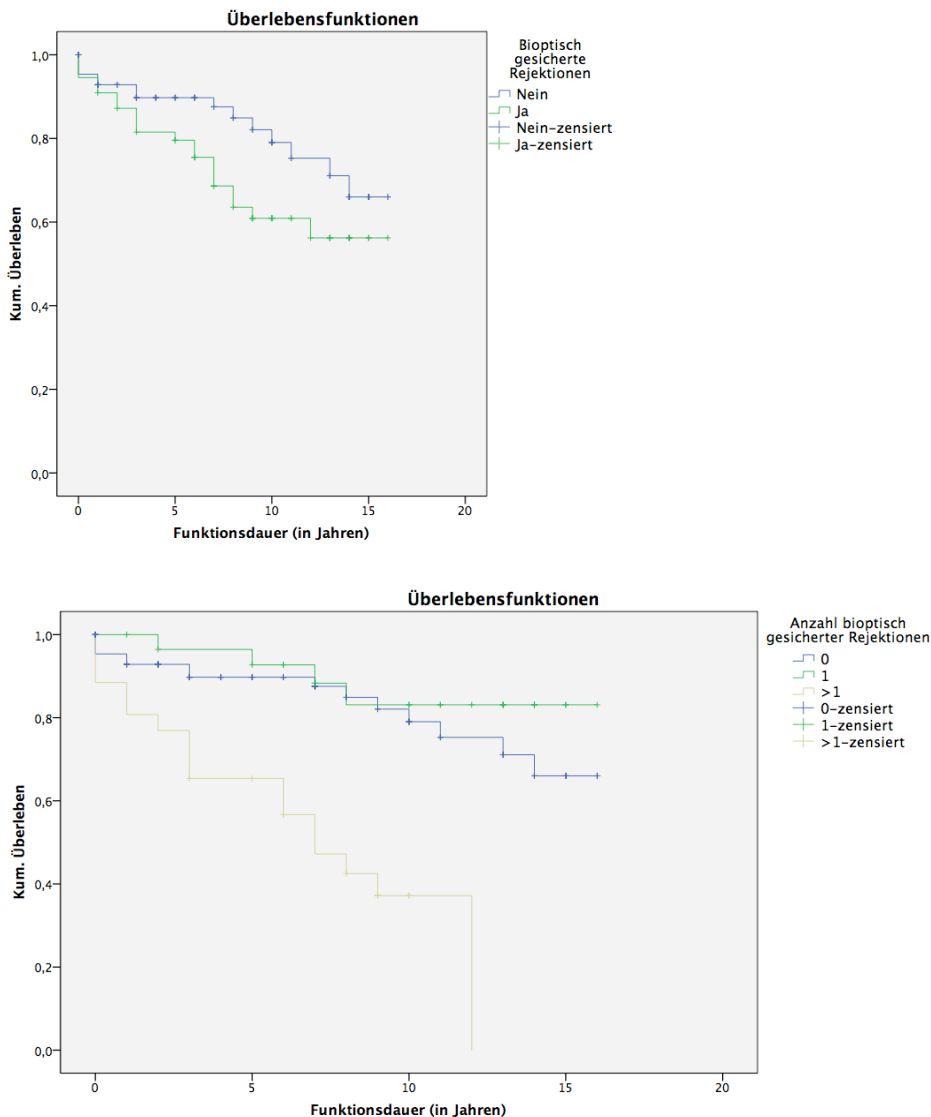 Überlebensfunktionen
Bioptisch
gesicherte
Rejektionen
Nein
Ja
Nein-zensiert
Ja-zensiert
1,0
0,8
0,6
0,4
0,2
0,0
Kum. Überleben
0 5 10 15 20
Funktionsdauer (in Jahren)
Überlebensfunktionen
Anzahl bioptisch
gesicherter Rejektionen
0
1
>1
0-zensiert
1-zensiert
>1-zensiert
1,0
0,8
0,6
0,4
0,2
0,0
Kum. Überleben
0 5 10 15 20
Funktionsdauer (in Jahren)